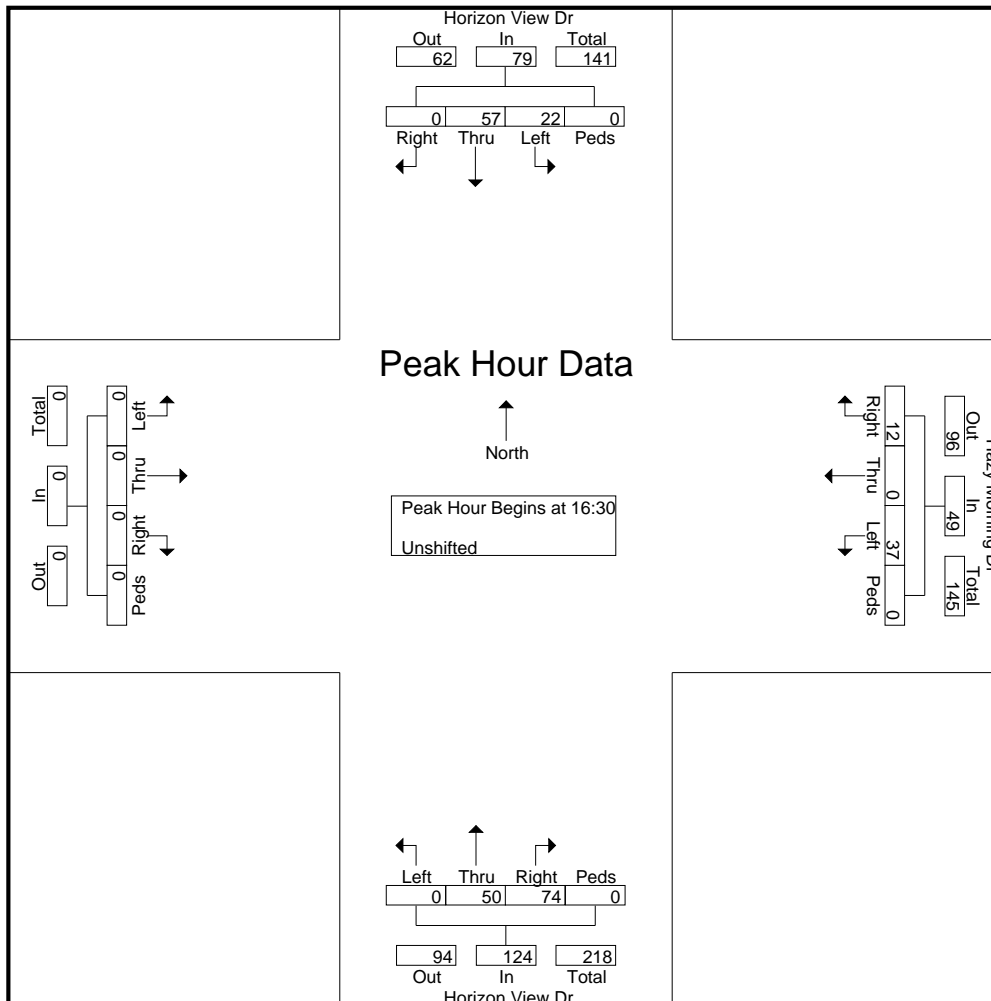 Horizon View Dr
Out In Total
62 79 141
0 57 22 0
Right Thru Left Peds
Peak Hour Data
North
Peak Hour Begins at 16:30
Unshifted
Total In Out
0 0 0
0 0 0 0
Left Thru Right Peds
Right Thru Left Peds
12 0 37 0
Out In Total
96 49 145
Hazy Morning Dr
Left Thru Right Peds
0 50 74 0
94 124 218
Out In Total
Horizon View Dr